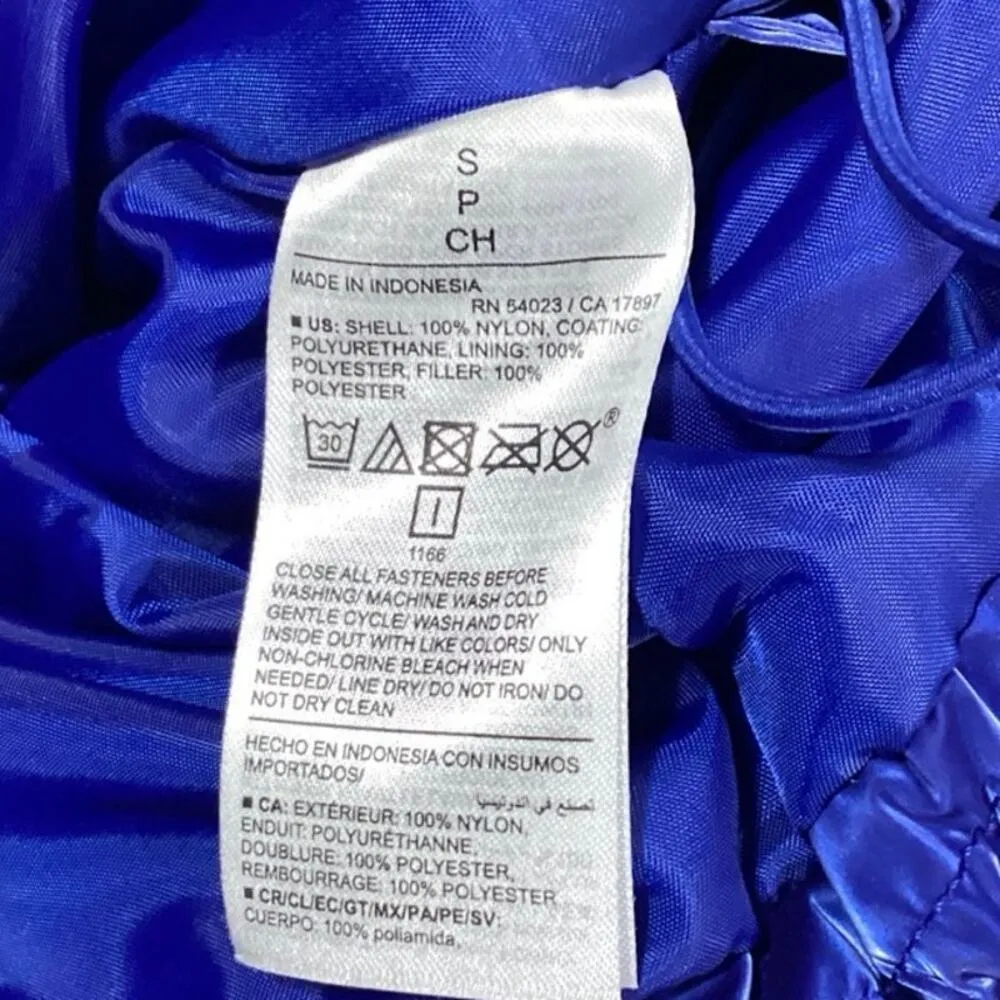 S
P
CH
MADE IN INDONESIA
RN 54023 / CA 17897
■ US: SHELL: 100% NYLON, COATING:
POLYURETHANE, LINING: 100%
POLYESTER, FILLER: 100%
POLYESTER
30
®
1166
CLOSE ALL FASTENERS BEFORE
WASHING/ MACHINE WASH COLD
GENTLE CYCLE/ WASH AND DRY
INSIDE OUT WITH LIKE COLORS/ ONLY
NON-CHLORINE BLEACH WHEN
NEEDED/ LINE DRY/ DO NOT IRON/ DO
NOT DRY CLEAN
HECHO EN INDONESIA CON INSUMOS
IMPORTADOS/
تصنع في اندونيسيا
■ CA: EXTÉRIEUR: 100% NYLON,
ENDUIT: POLYURÉTHANNE,
DOUBLURE: 100% POLYESTER,
REMBOURRAGE: 100% POLYESTER
■ CR/CL/EC/GT/MX/PA/PE/SV:
CUERPO: 100% poliamida,